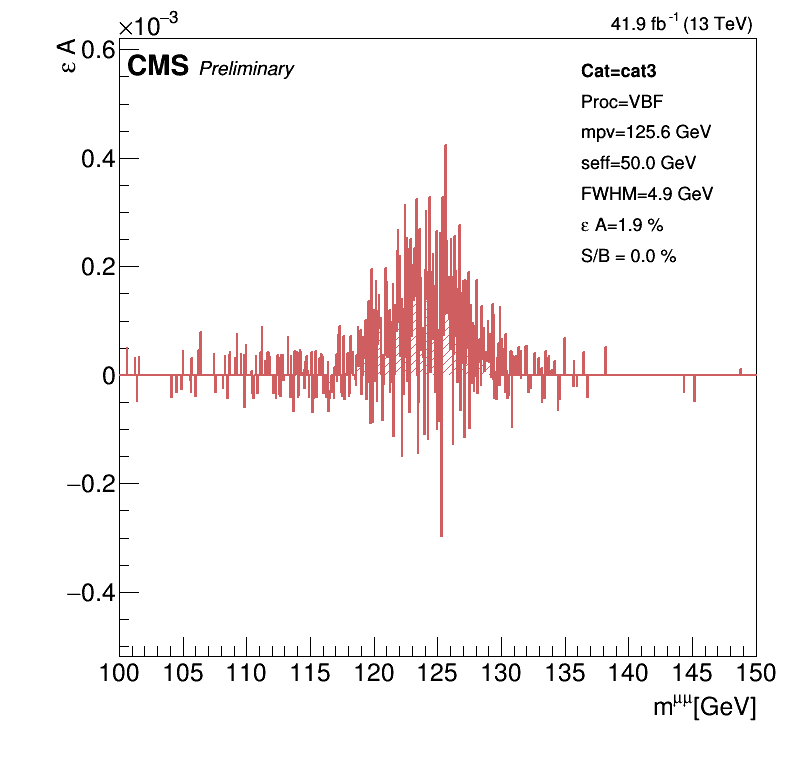 ×10⁻³
41.9 fb⁻¹ (13 TeV)
ε A
CMS Preliminary
Cat=cat3
Proc=VBF
mpv=125.6 GeV
seff=50.0 GeV
FWHM=4.9 GeV
ε A=1.9 %
S/B = 0.0 %
0.6
0.4
0.2
0
−0.2
−0.4
100 105 110 115 120 125 130 135 140 145 150
m^μμ[GeV]